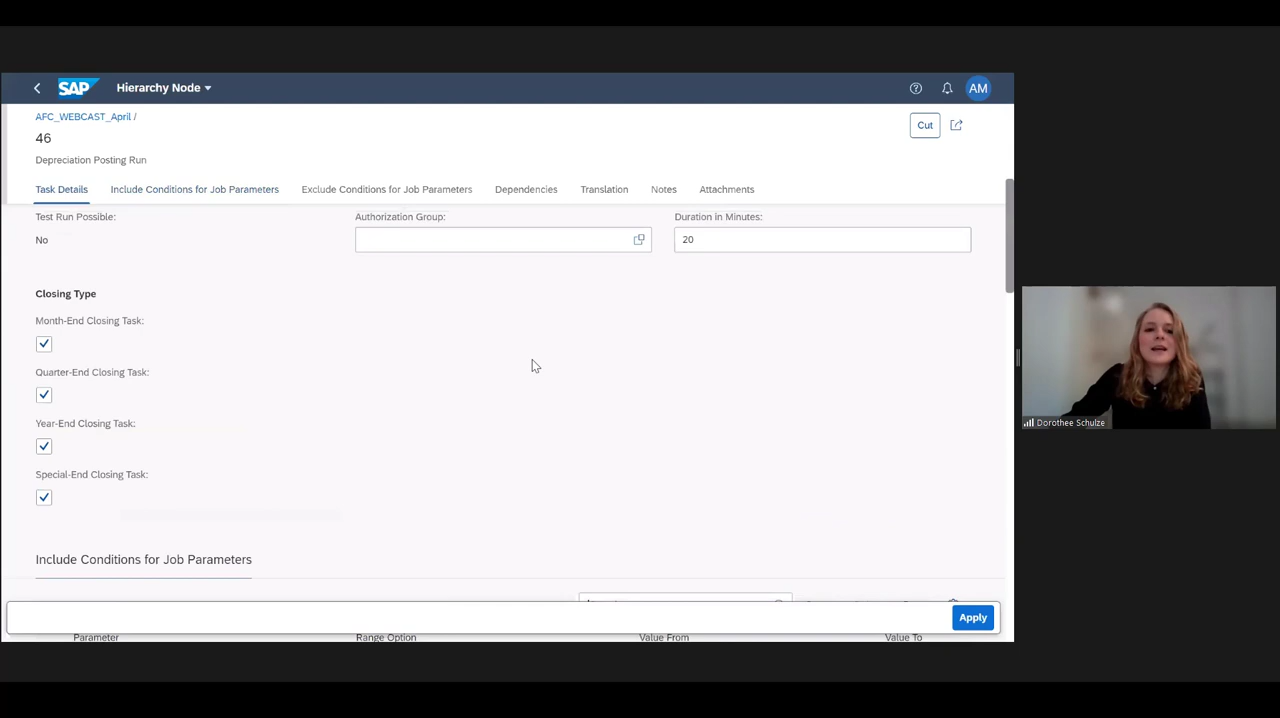 SAP Hierarchy Node
AM
AFC_WEBCAST_April /
Cut
46
Depreciation Posting Run
Task Details Include Conditions for Job Parameters Exclude Conditions for Job Parameters Dependencies Translation Notes Attachments
Test Run Possible: Authorization Group: Duration in Minutes:
No 20
Closing Type
Month-End Closing Task:
Quarter-End Closing Task:
Year-End Closing Task:
Dorothee Schulze
Special-End Closing Task:
Include Conditions for Job Parameters
Apply
Parameter Range Option Value From Value To